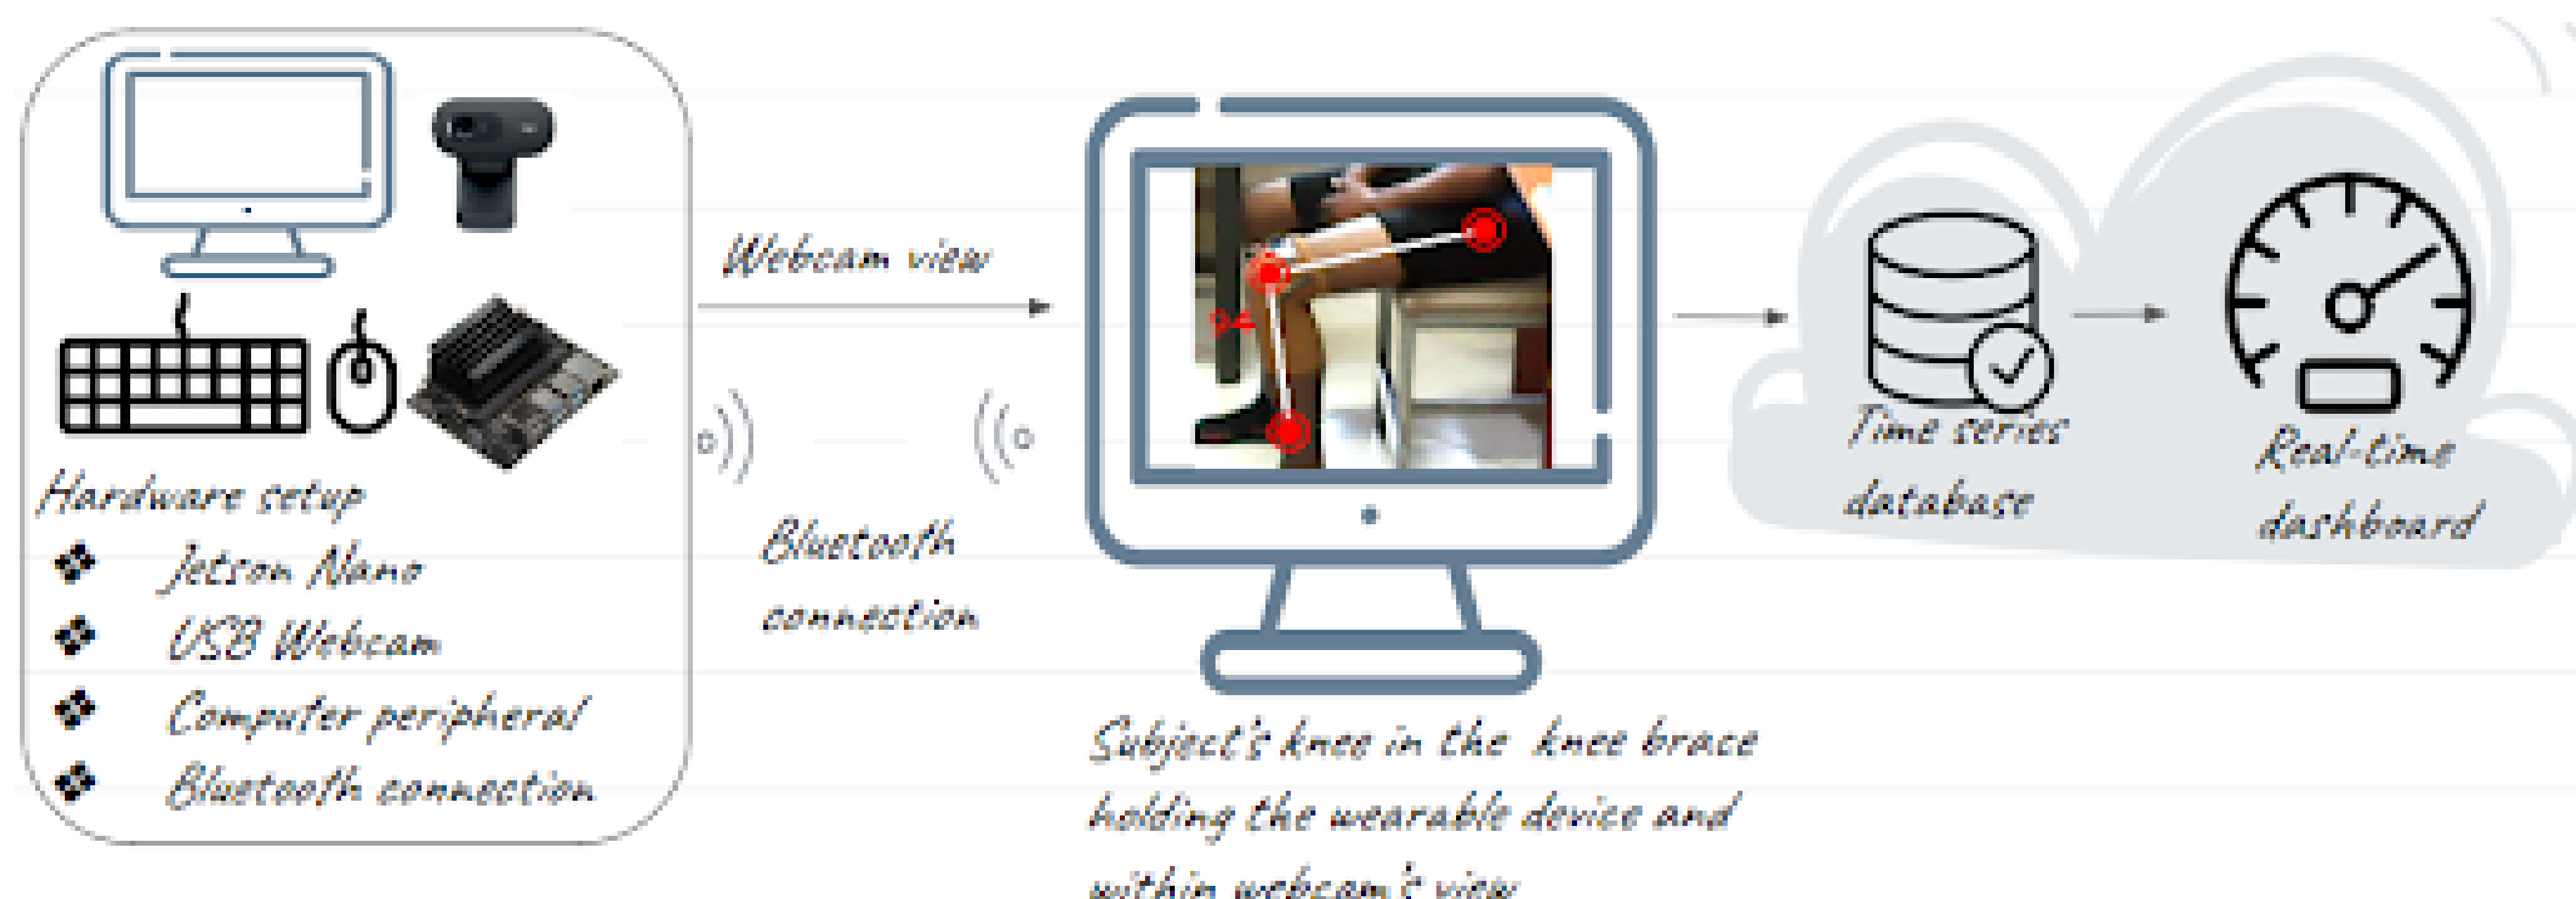 Hardware setup
Jetson Nano
USB Webcam
Computer peripheral
Bluetooth connection
Webcam view
Bluetooth
connection
94
Subject's knee in the knee brace
holding the wearable device and
within webcam's view
Time series
database
Real-time
dashboard